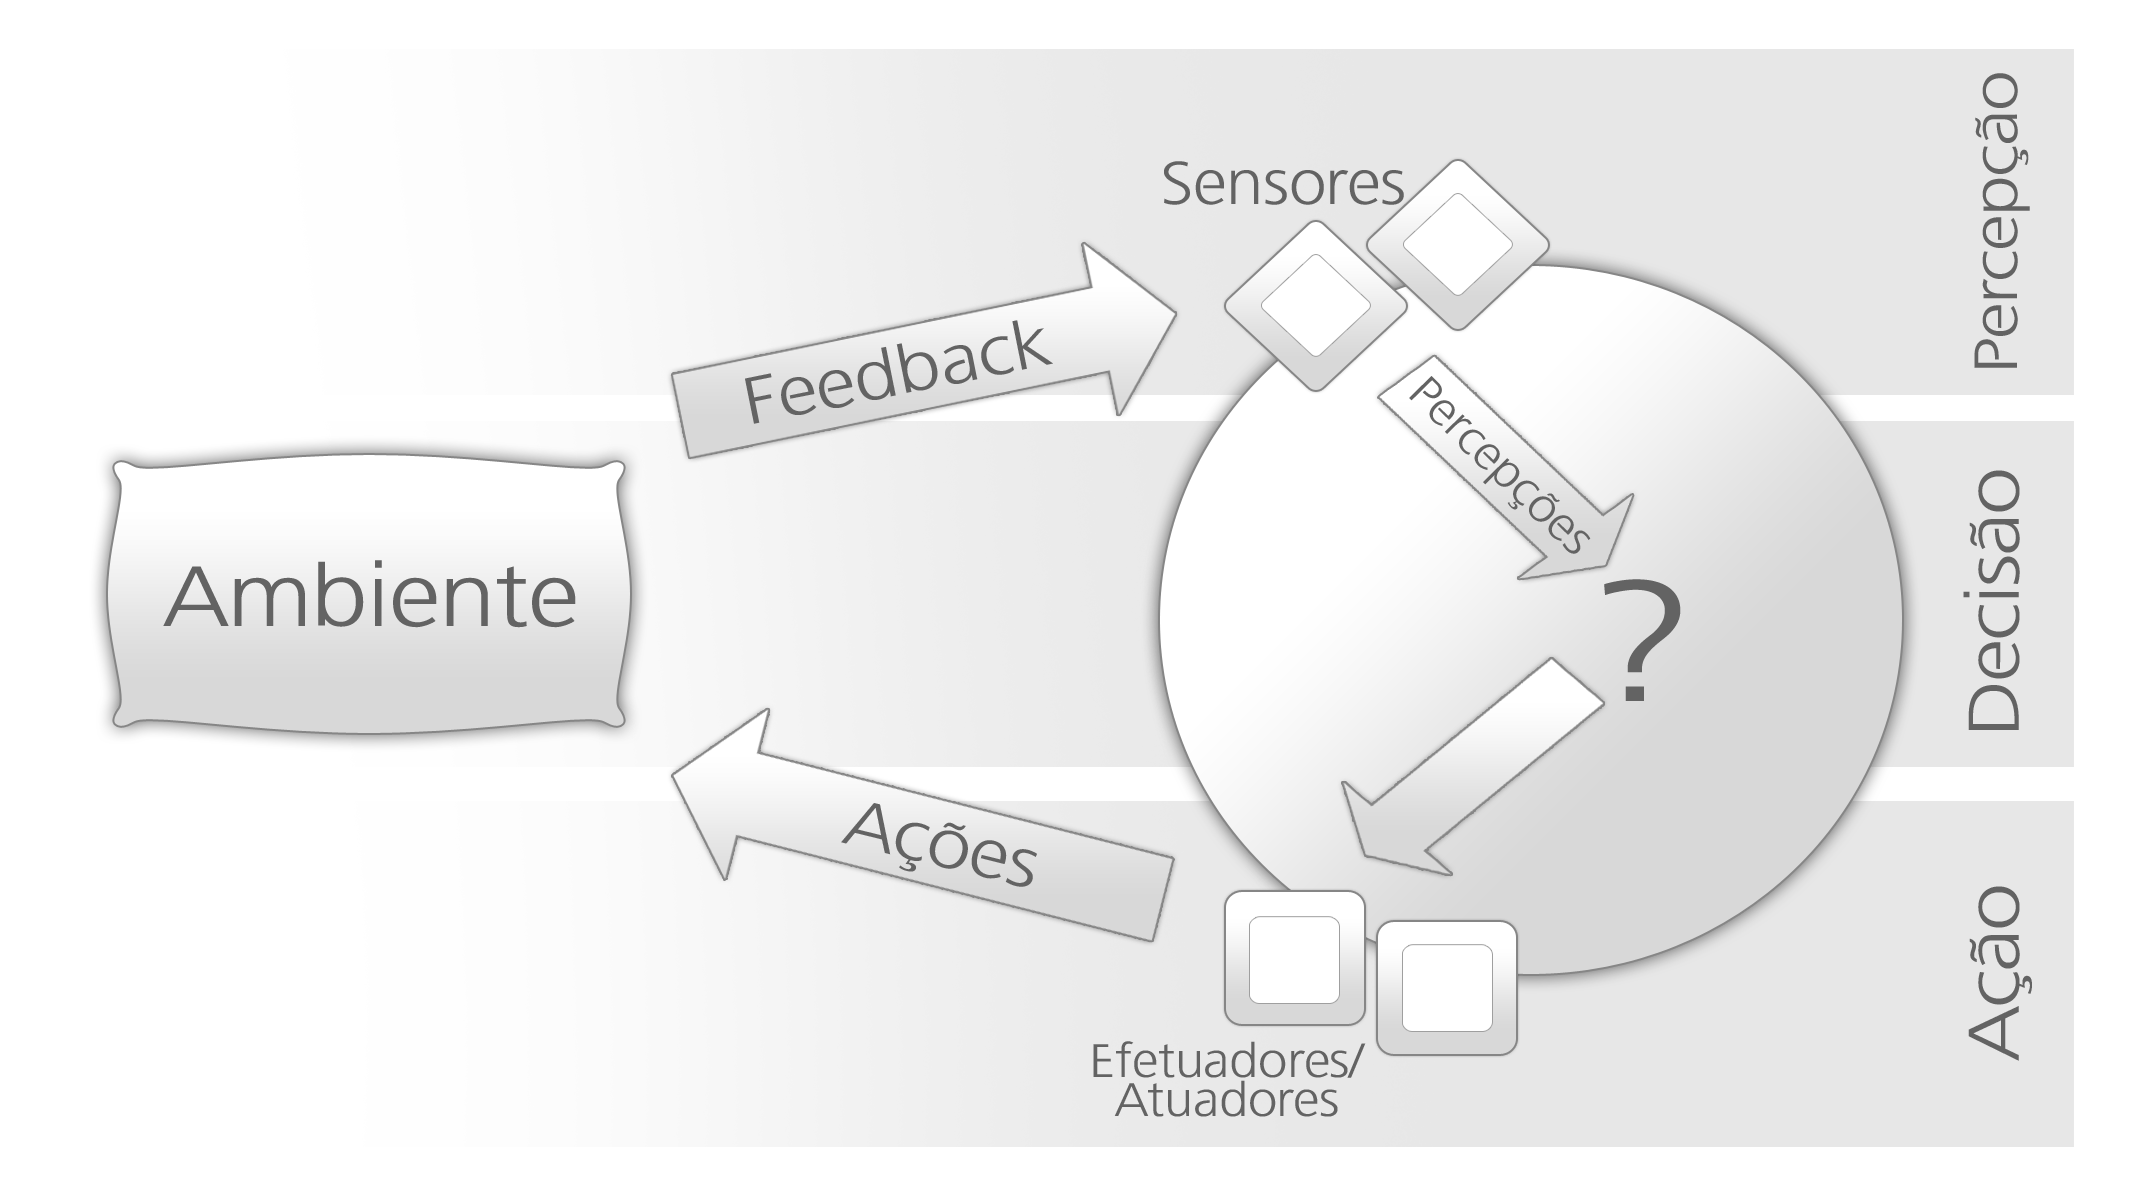 Percepção
Sensores
Feedback
Percepções
Decisão
Ambiente
?
Ações
Ação
Efetuadores/
Atuadores